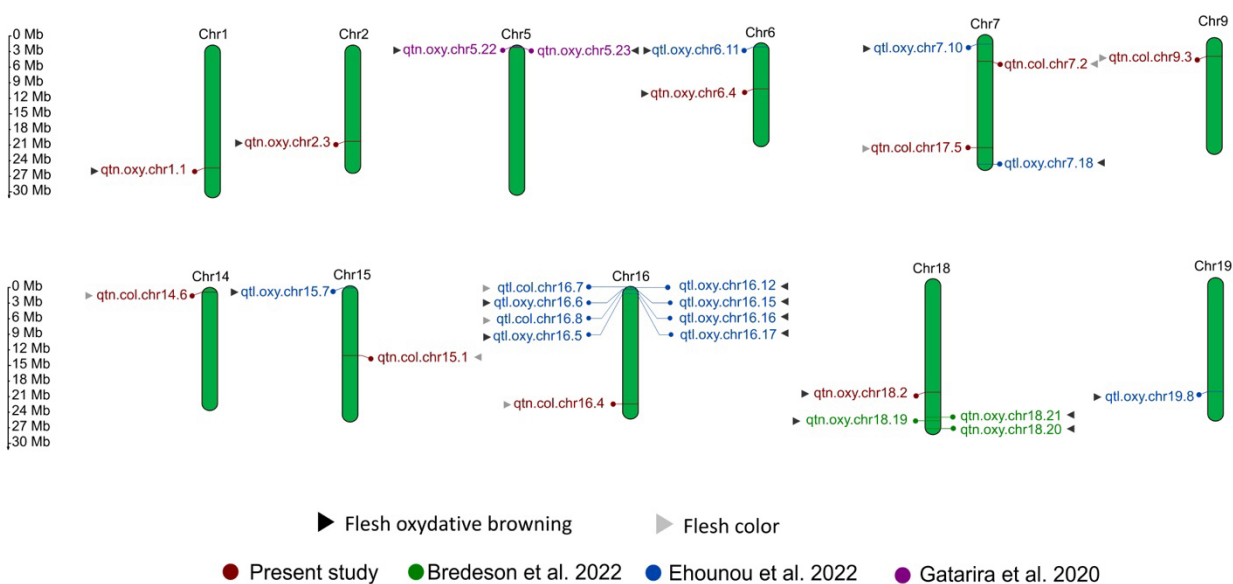 0 Mb
3 Mb
6 Mb
9 Mb
12 Mb
15 Mb
18 Mb
21 Mb
24 Mb
27 Mb
30 Mb
Chr1
qtn.oxy.chr1.1
Chr2
qtn.oxy.chr2.3
Chr5
qtn.oxy.chr5.22
qtn.oxy.chr5.23
Chr6
qtl.oxy.chr6.11
qtn.oxy.chr6.4
Chr7
qtl.oxy.chr7.10
qtn.col.chr7.2
qtn.col.chr17.5
qtl.oxy.chr7.18
Chr9
qtn.col.chr9.3
0 Mb
3 Mb
6 Mb
9 Mb
12 Mb
15 Mb
18 Mb
21 Mb
24 Mb
27 Mb
30 Mb
Chr14
qtn.col.chr14.6
Chr15
qtl.oxy.chr15.7
qtn.col.chr15.1
Chr16
qtl.col.chr16.7
qtl.oxy.chr16.6
qtl.col.chr16.8
qtl.oxy.chr16.5
qtl.oxy.chr16.12
qtl.oxy.chr16.15
qtl.oxy.chr16.16
qtl.oxy.chr16.17
qtn.col.chr16.4
Chr18
qtn.oxy.chr18.2
qtn.oxy.chr18.19
qtn.oxy.chr18.21
qtn.oxy.chr18.20
Chr19
qtl.oxy.chr19.8
Flesh oxydative browning
Flesh color
Present study
Bredeson et al. 2022
Ehounou et al. 2022
Gatarira et al. 2020